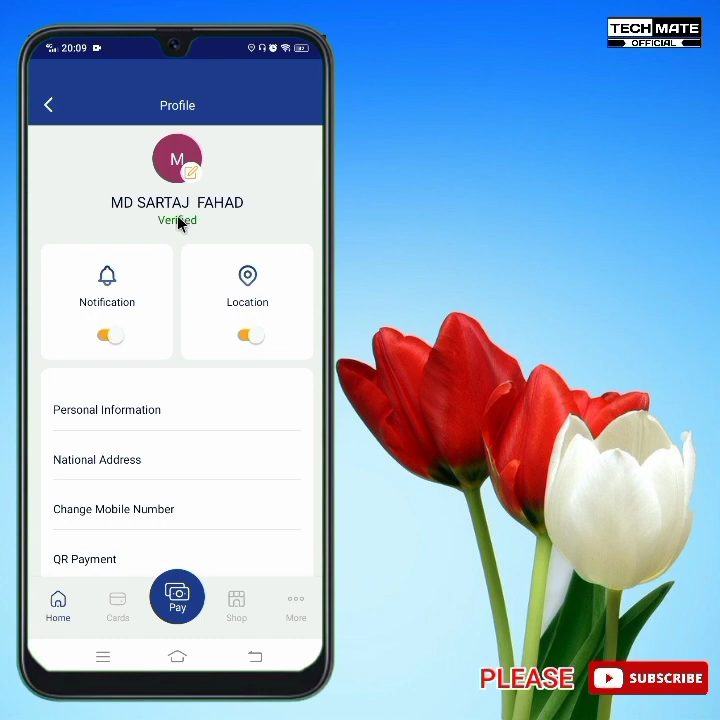 TECH MATE
OFFICIAL
20:09
Profile
M
MD SARTAJ FAHAD
Verified
Notification
Location
Personal Information
National Address
Change Mobile Number
QR Payment
Home
Cards
Pay
Shop
More
PLEASE
SUBSCRIBE